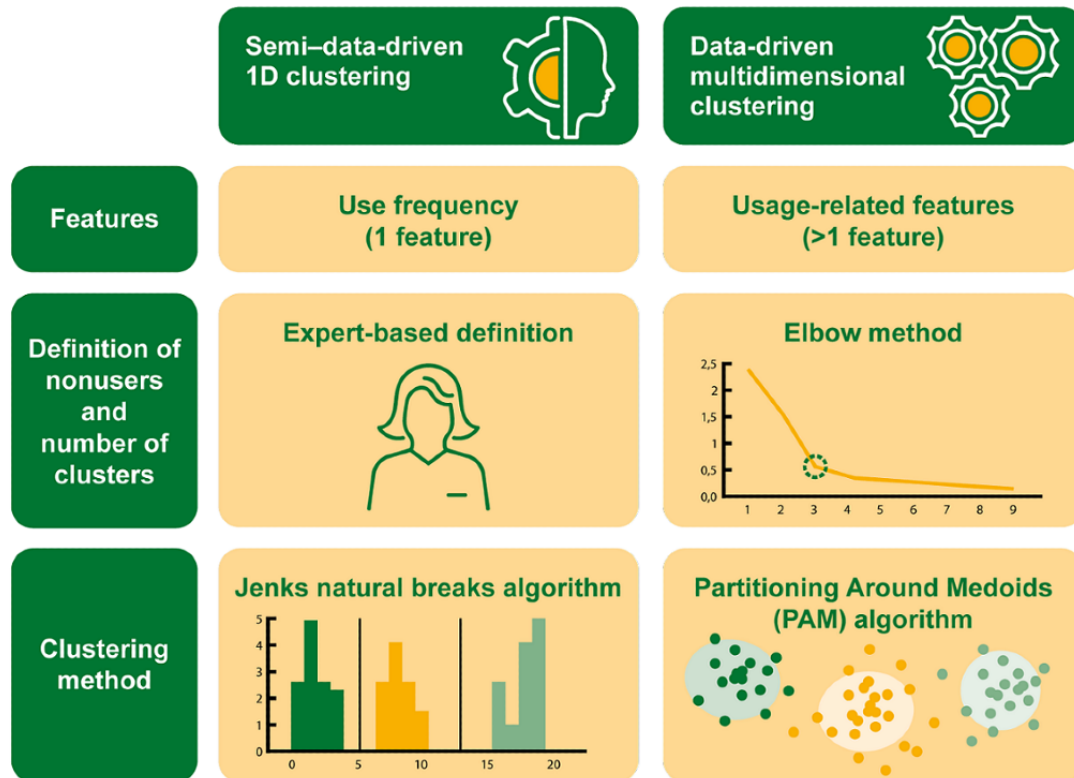 Semi–data-driven
1D clustering
Data-driven
multidimensional
clustering
Features
Use frequency
(1 feature)
Usage-related features
(>1 feature)
Definition of
nonusers
and
number of
clusters
Expert-based definition
Elbow method
2,5
2
1,5
1
0,5
0,0
1 2 3 4 5 6 7 8 9
Clustering
method
Jenks natural breaks algorithm
5
4
3
2
1
0
0 5 10 15 20
Partitioning Around Medoids
(PAM) algorithm